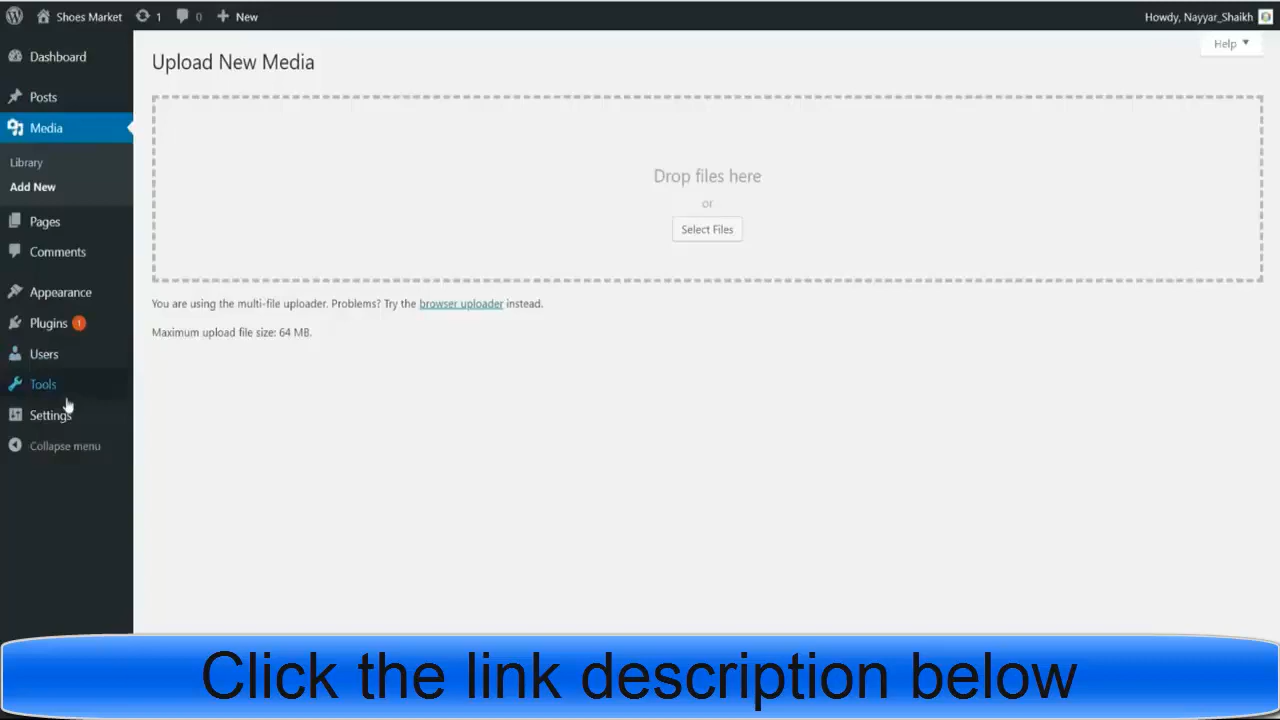 Shoes Market 1 0 New Howdy, Nayyar_Shaikh
Help
Dashboard
Posts
Media
Library
Add New
Pages
Comments
Appearance
Plugins 1
Users
Tools
Settings
Collapse menu
Upload New Media
Drop files here
or
Select Files
You are using the multi-file uploader. Problems? Try the browser uploader instead.
Maximum upload file size: 64 MB.
Click the link description below